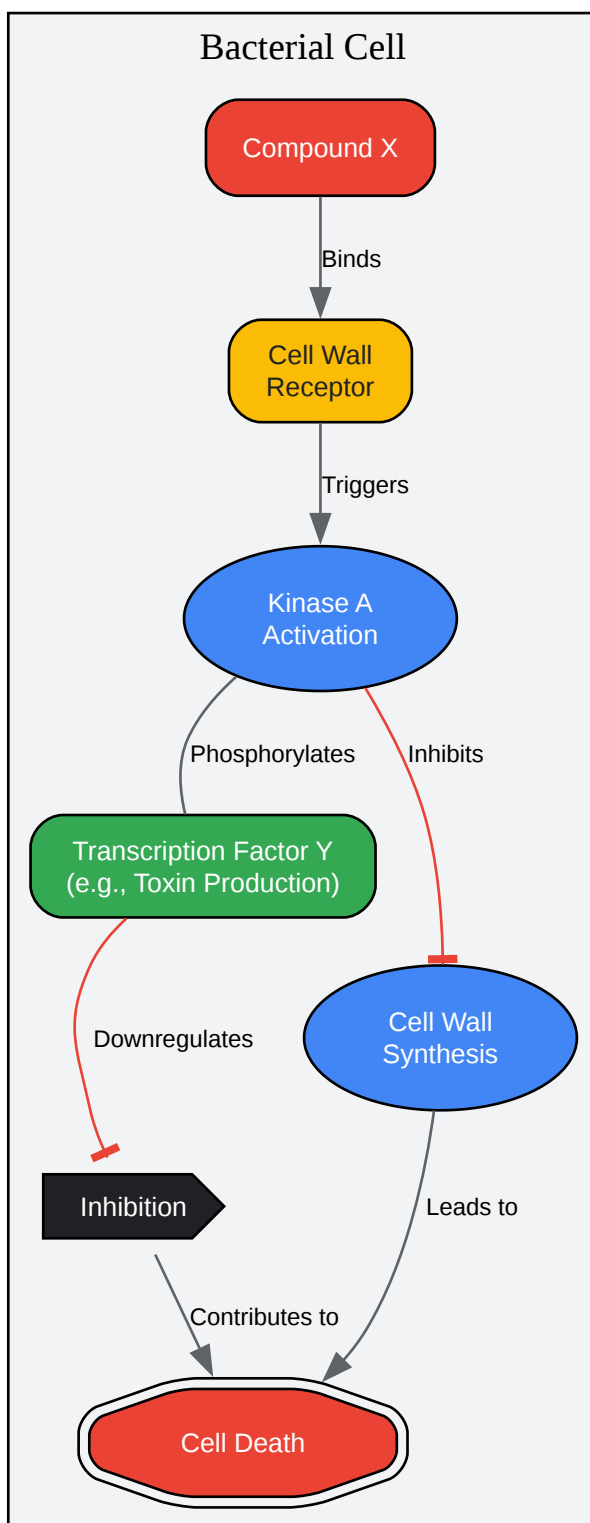 Bacterial Cell
Compound X
Binds
Cell Wall
Receptor
Triggers
Kinase A
Activation
Phosphorylates
Inhibits
Transcription Factor Y
(e.g., Toxin Production)
Cell Wall
Synthesis
Downregulates
Inhibition
Leads to
Contributes to
Cell Death